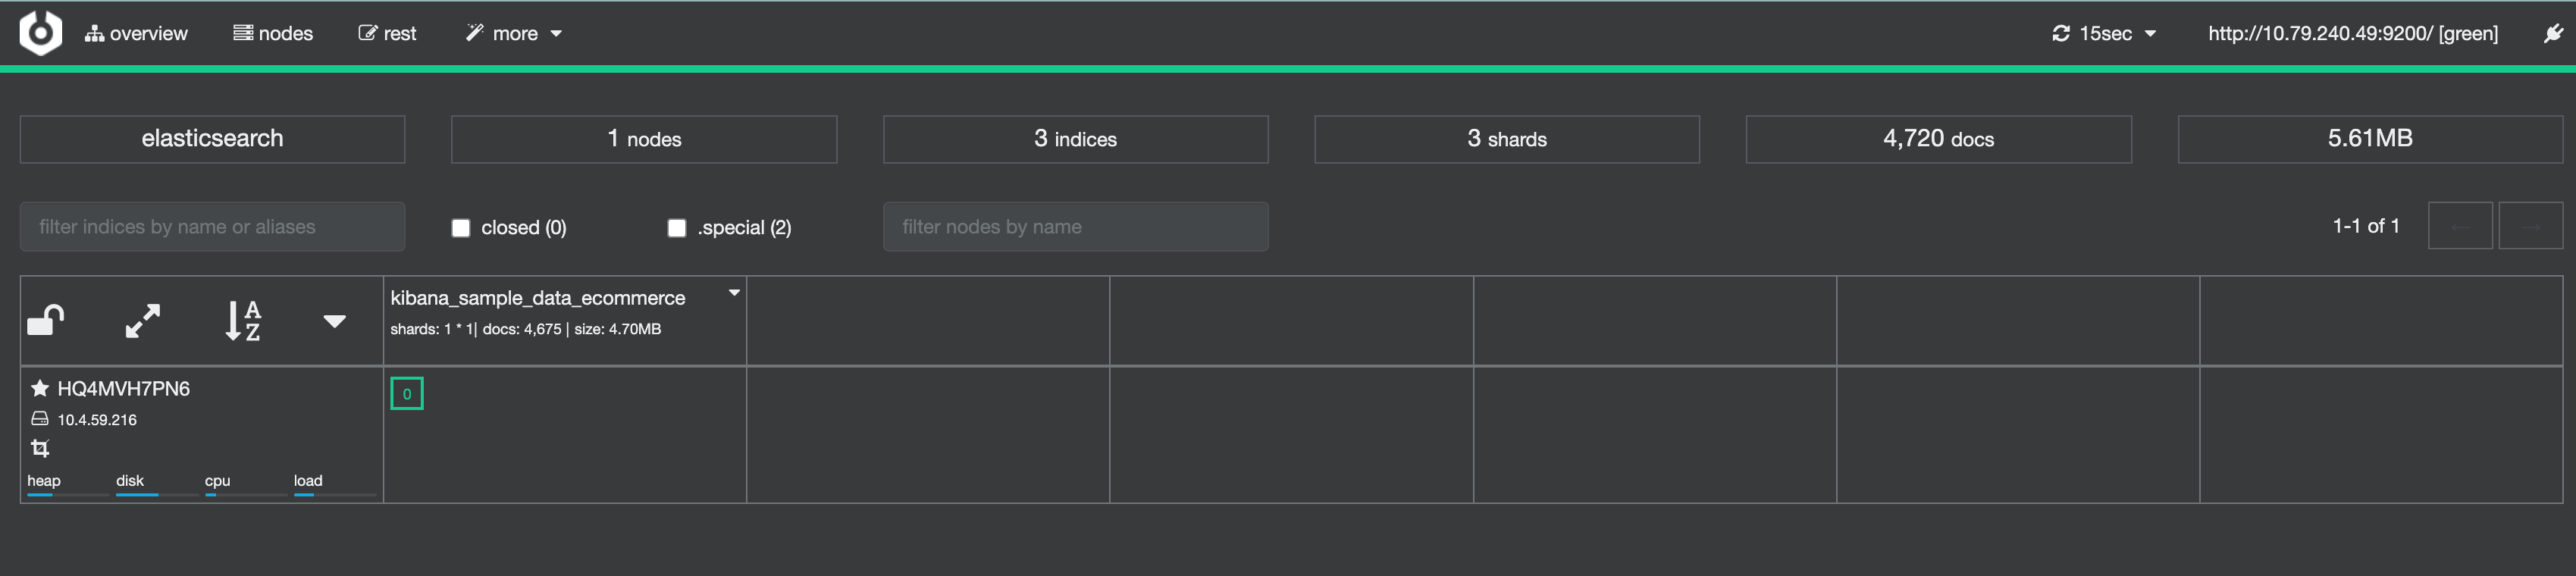 overview nodes rest more 15sec http://10.79.240.49:9200/ [green]
elasticsearch 1 nodes 3 indices 3 shards 4,720 docs 5.61MB
filter indices by name or aliases closed (0) .special (2) filter nodes by name 1-1 of 1 ← →
A
Z
kibana_sample_data_ecommerce
shards: 1 * 1| docs: 4,675 | size: 4.70MB
HQ4MVH7PN6
0
10.4.59.216
heap disk cpu load